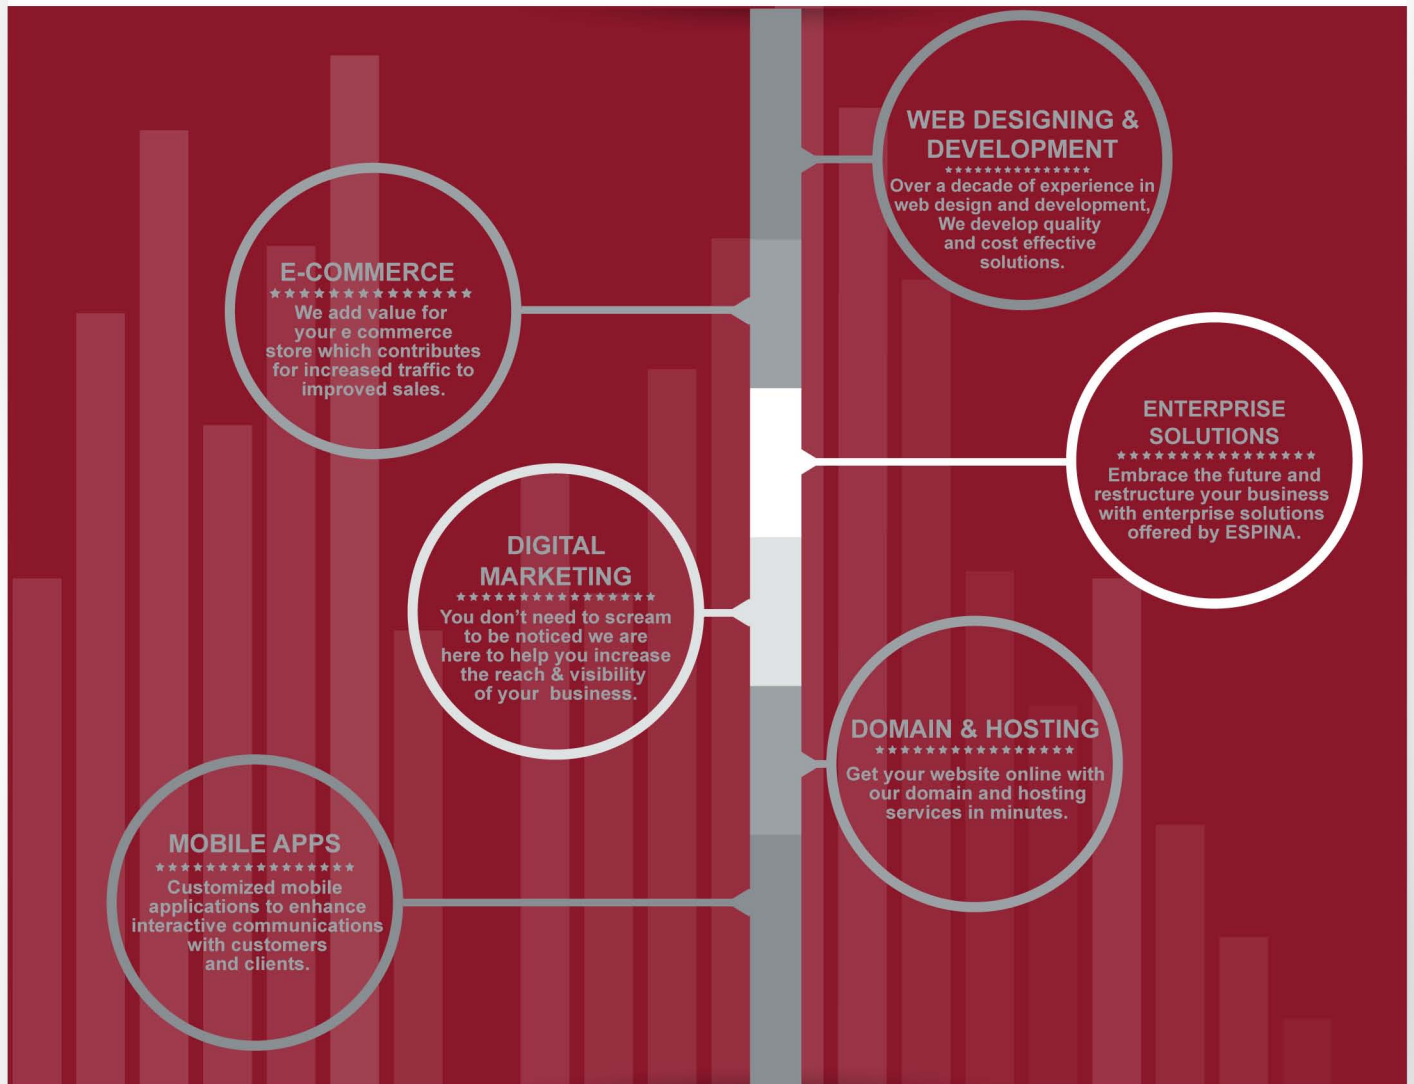 WEB DESIGNING &
DEVELOPMENT
Over a decade of experience in
web design and development,
We develop quality
and cost effective
solutions.
E-COMMERCE
We add value for
your e commerce
store which contributes
for increased traffic to
improved sales.
ENTERPRISE
SOLUTIONS
Embrace the future and
restructure your business
with enterprise solutions
offered by ESPINA.
DIGITAL
MARKETING
You don’t need to scream
to be noticed we are
here to help you increase
the reach & visibility
of your business.
DOMAIN & HOSTING
Get your website online with
our domain and hosting
services in minutes.
MOBILE APPS
Customized mobile
applications to enhance
interactive communications
with customers
and clients.